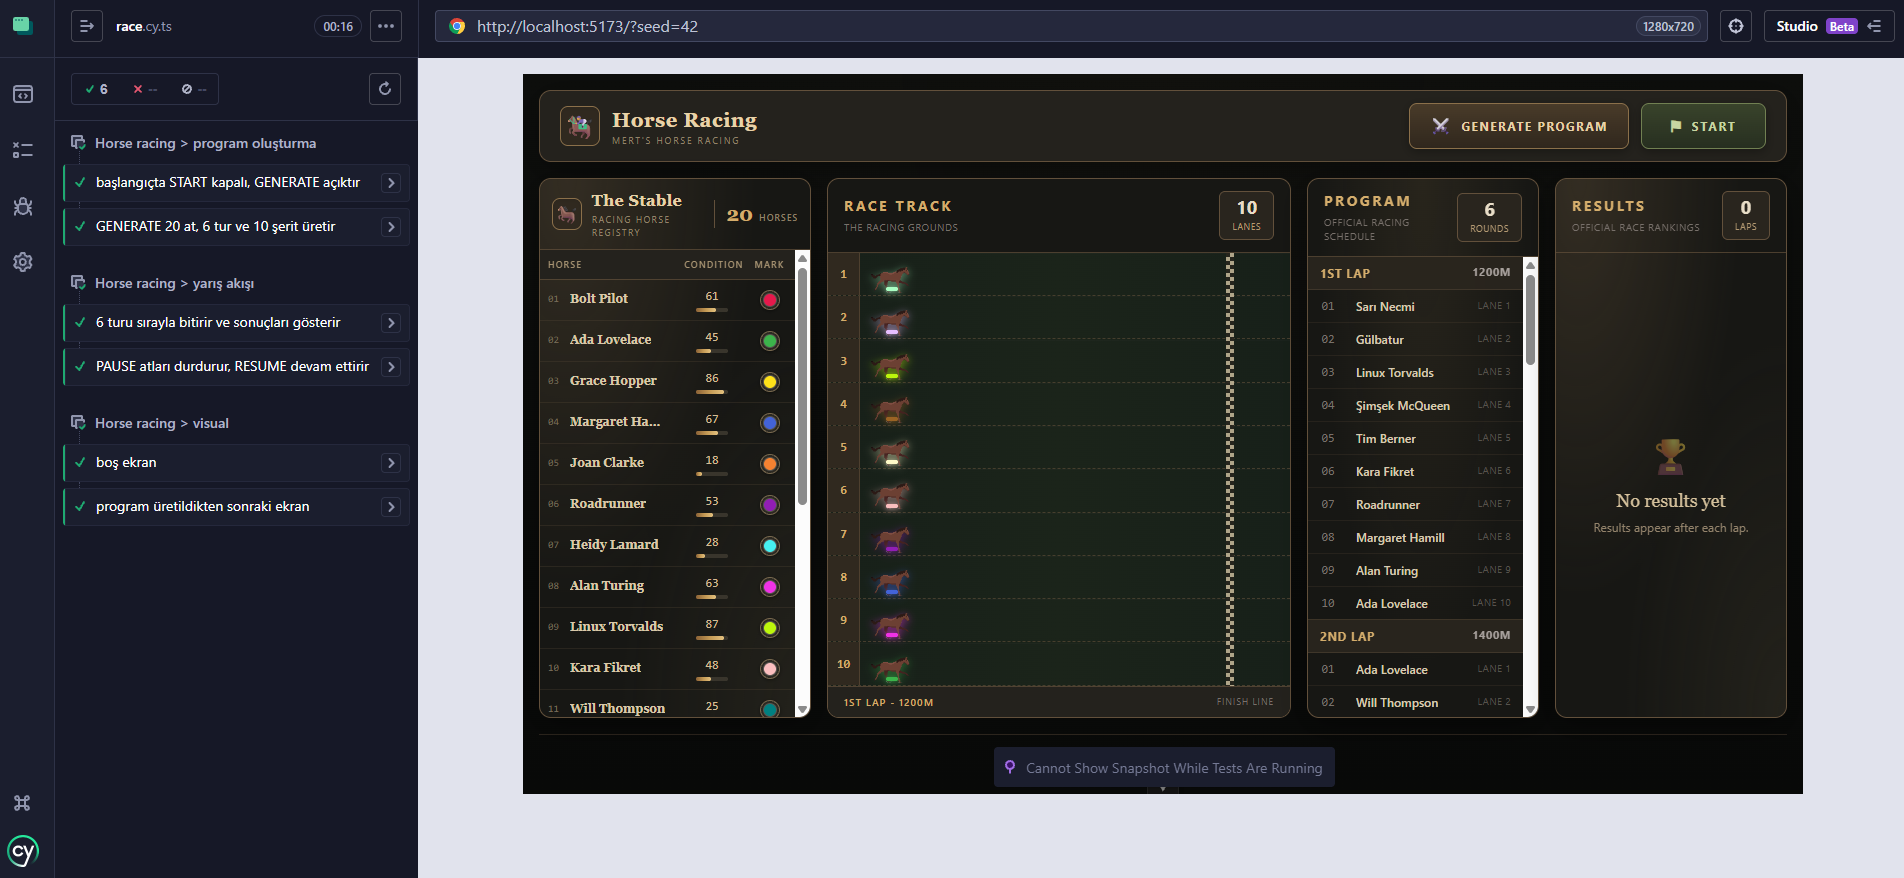 race.cy.ts
00:16
http://localhost:5173/?seed=42
1280x720
Studio Beta
6 -- --
Horse racing > program oluşturma
başlangıçta START kapalı, GENERATE açıktır
GENERATE 20 at, 6 tur ve 10 şerit üretir
Horse racing > yarış akışı
6 turu sırayla bitirir ve sonuçları gösterir
PAUSE atları durdurur, RESUME devam ettirir
Horse racing > visual
boş ekran
program üretildikten sonraki ekran
cy
Horse Racing
MERT'S HORSE RACING
GENERATE PROGRAM
START
The Stable
RACING HORSE
REGISTRY
20 HORSES
HORSE CONDITION MARK
01 Bolt Pilot 61
02 Ada Lovelace 45
03 Grace Hopper 86
04 Margaret Ha... 67
05 Joan Clarke 18
06 Roadrunner 53
07 Heidy Lamard 28
08 Alan Turing 63
09 Linux Torvalds 87
10 Kara Fikret 48
11 Will Thompson 25
RACE TRACK
THE RACING GROUNDS
10
LANES
1
2
3
4
5
6
7
8
9
10
1ST LAP - 1200M
FINISH LINE
PROGRAM
OFFICIAL RACING
SCHEDULE
6
ROUNDS
1ST LAP 1200M
01 Sarı Necmi LANE 1
02 Gülbatur LANE 2
03 Linux Torvalds LANE 3
04 Şimşek McQueen LANE 4
05 Tim Berner LANE 5
06 Kara Fikret LANE 6
07 Roadrunner LANE 7
08 Margaret Hamill LANE 8
09 Alan Turing LANE 9
10 Ada Lovelace LANE 10
2ND LAP 1400M
01 Ada Lovelace LANE 1
02 Will Thompson LANE 2
RESULTS
OFFICIAL RACE RANKINGS
0
LAPS
No results yet
Results appear after each lap.
Cannot Show Snapshot While Tests Are Running